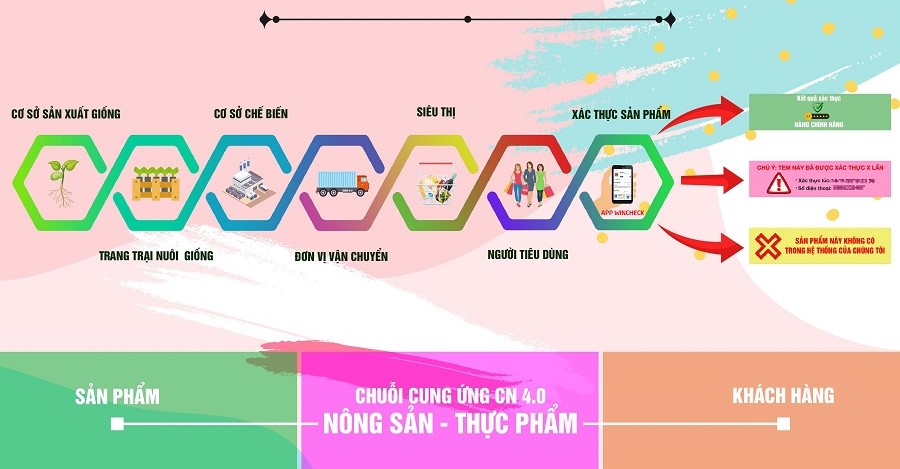 CƠ SỞ SẢN XUẤT GIỐNG
TRANG TRẠI NUÔI GIỐNG
CƠ SỞ CHẾ BIẾN
ĐƠN VỊ VẬN CHUYỂN
SIÊU THỊ
NGƯỜI TIÊU DÙNG
XÁC THỰC SẢN PHẨM
APP WINCHECK
Kết quả xác thực
HÀNG CHÍNH HÃNG
CHÚ Ý: TEM NÀY ĐÃ ĐƯỢC XÁC THỰC X LẦN
- Xác thực lúc
- Số điện thoại:
SẢN PHẨM NÀY KHÔNG CÓ
TRONG HỆ THỐNG CỦA CHÚNG TÔI
SẢN PHẨM
CHUỖI CUNG ỨNG CN 4.0
NÔNG SẢN - THỰC PHẨM
KHÁCH HÀNG